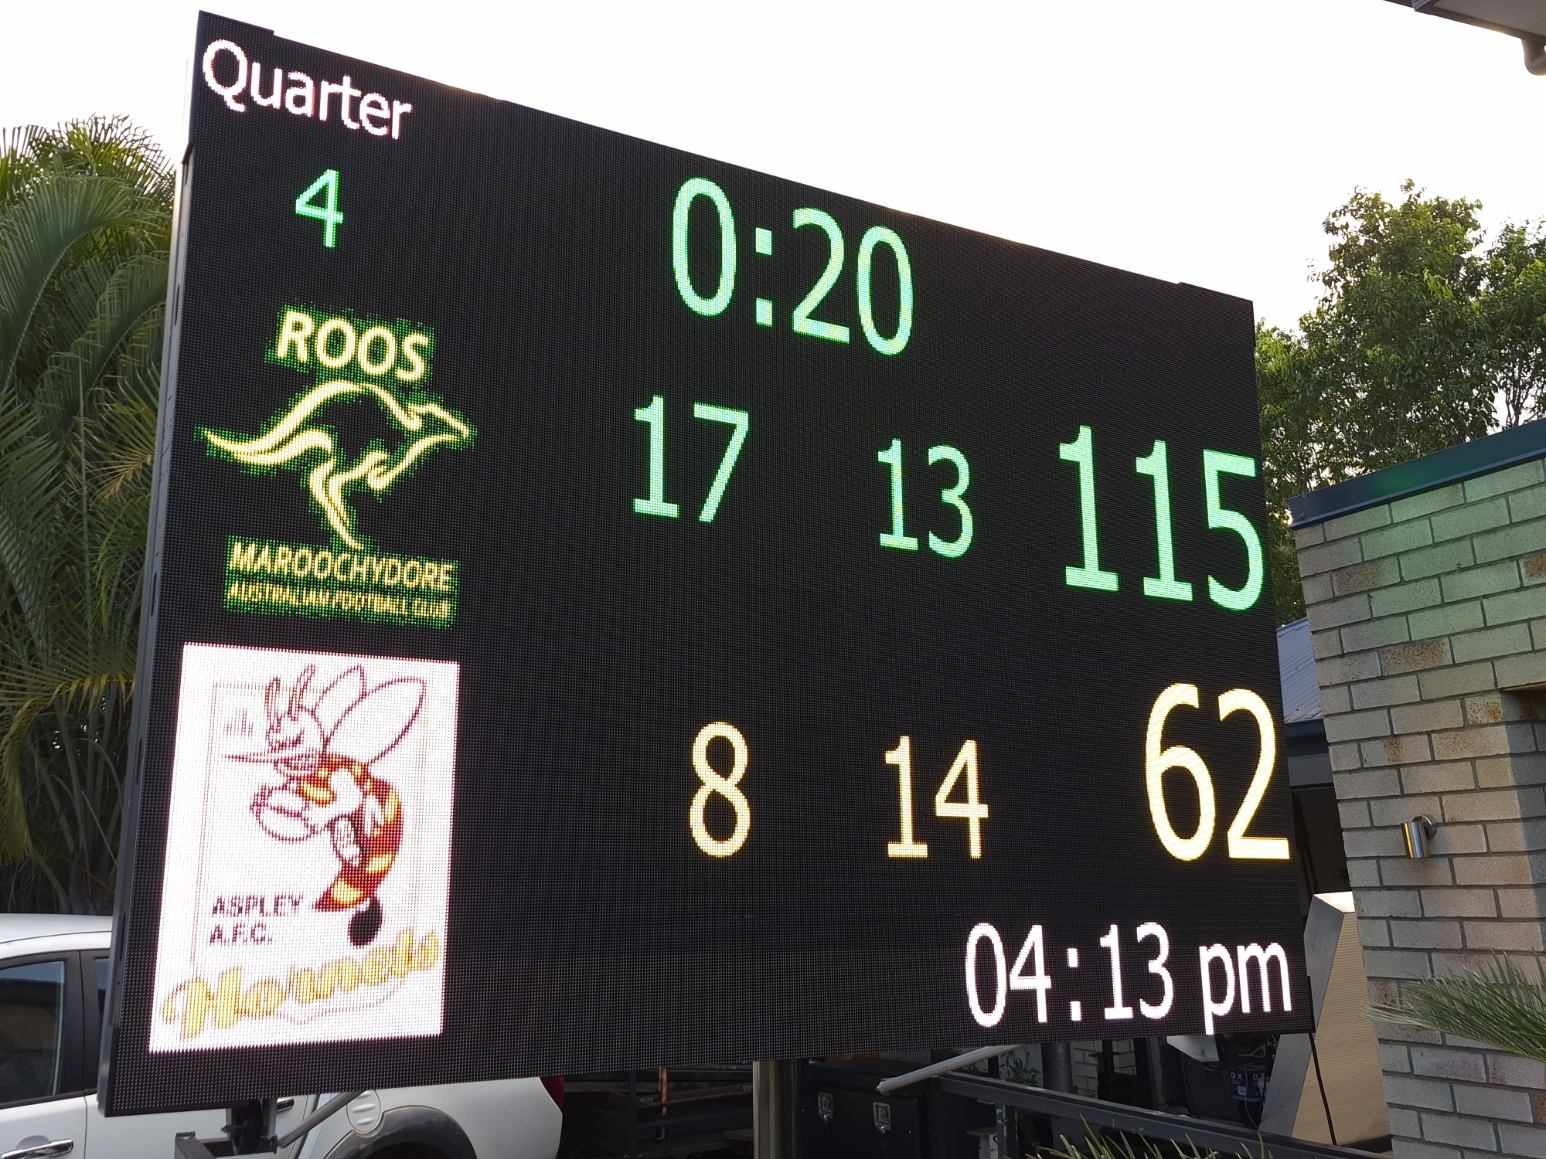 Quarter
4
0:20
ROOS
MAROOCHYDORE
AUSTRALIAN FOOTBALL CLUB
17 13 115
ASPLEY
A.F.C.
Hornets
8 14 62
04:13 pm